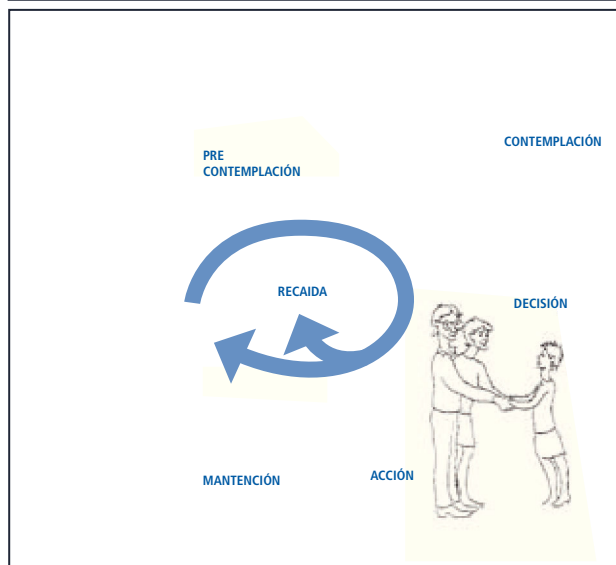 CONTEMPLACIÓN
PRE
CONTEMPLACIÓN
RECAIDA
DECISIÓN
ACCIÓN
MANTENCIÓN